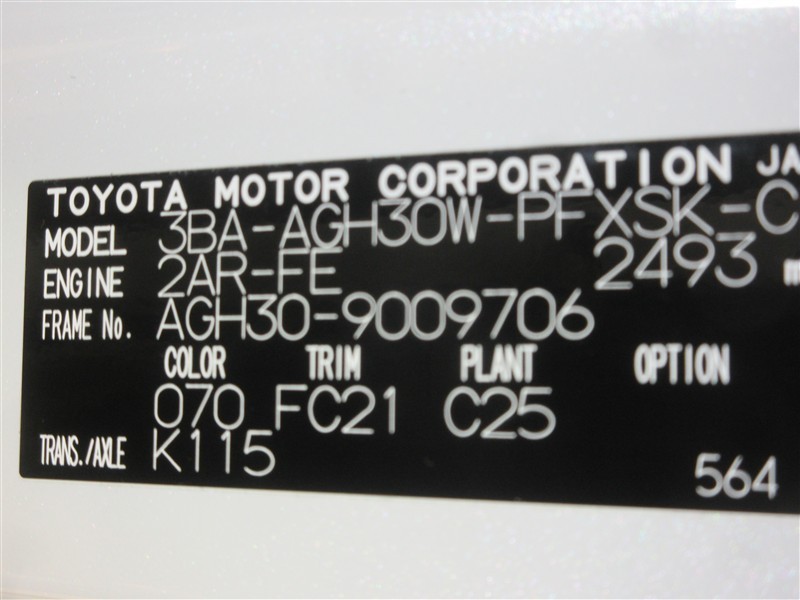 TOYOTA MOTOR CORPORATION JA
MODEL 3BA-AGH30W-PFXSK-C
ENGINE 2AR-FE 2493 m
FRAME No. AGH30-9009706
COLOR TRIM PLANT OPTION
070 FC21 C25
TRANS./AXLE K115
564